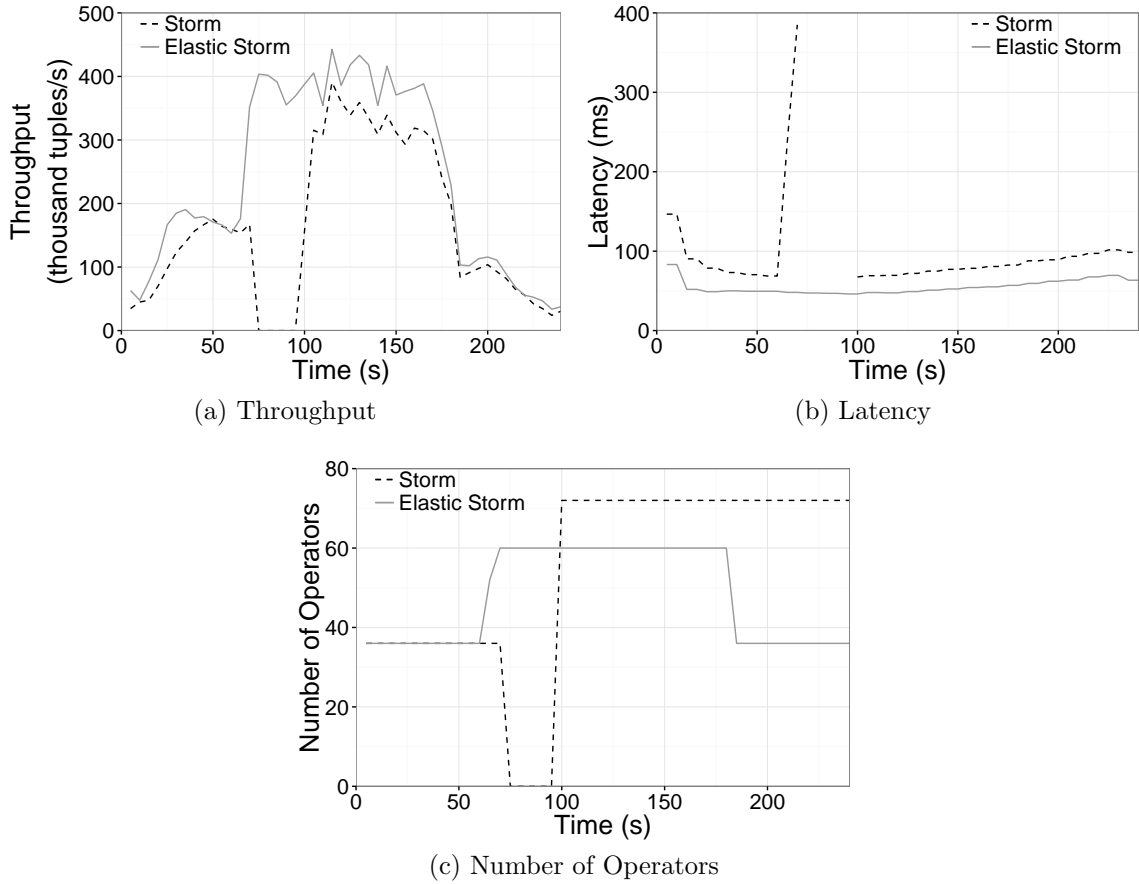 Storm
Elastic Storm
Throughput
(thousand tuples/s)
500
400
300
200
100
0
0 50 100 150 200
Time (s)
(a) Throughput
Storm
Elastic Storm
Latency (ms)
400
300
200
100
0
0 50 100 150 200
Time (s)
(b) Latency
Storm
Elastic Storm
Number of Operators
80
60
40
20
0
0 50 100 150 200
Time (s)
(c) Number of Operators